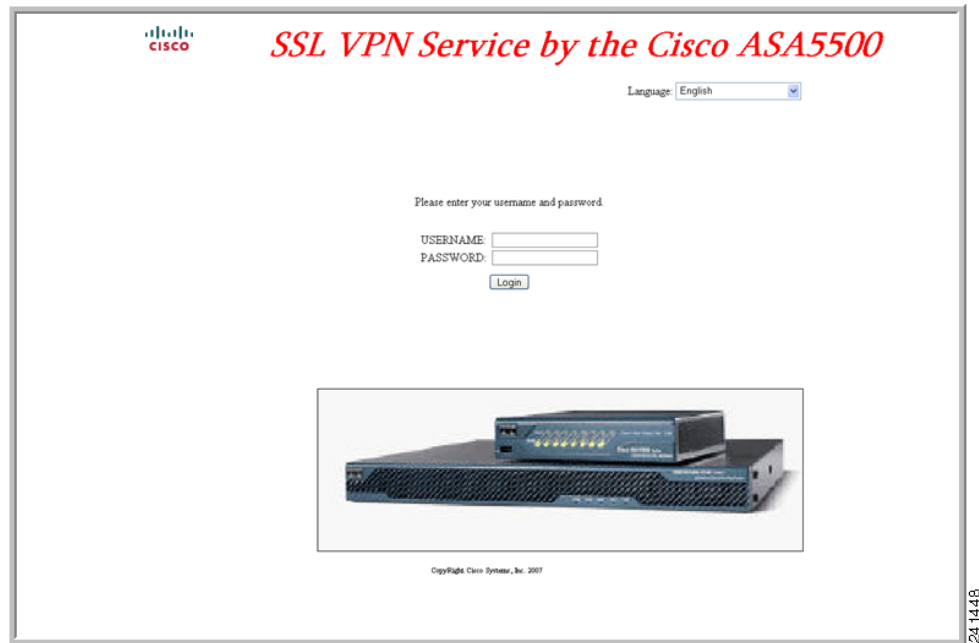 CISCO
SSL VPN Service by the Cisco ASA5500
Language: English
Please enter your username and password.
USERNAME:
PASSWORD:
Login
CopyRight Cisco Systems, Inc. 2007
241448